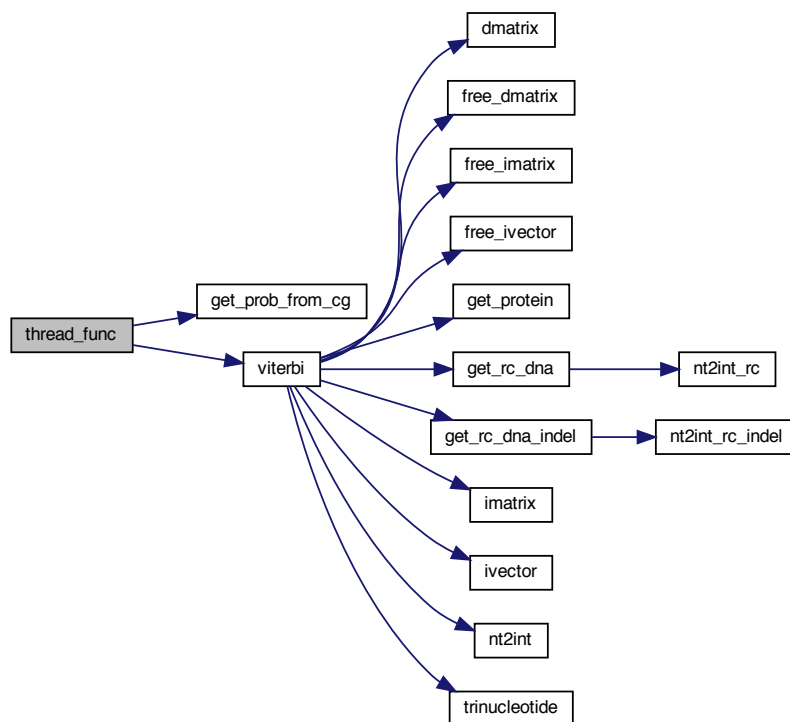 dmatrix
free_dmatrix
free_imatrix
free_ivector
get_prob_from_cg
get_protein
thread_func
viterbi
get_rc_dna
nt2int_rc
get_rc_dna_indel
nt2int_rc_indel
imatrix
ivector
nt2int
trinucleotide